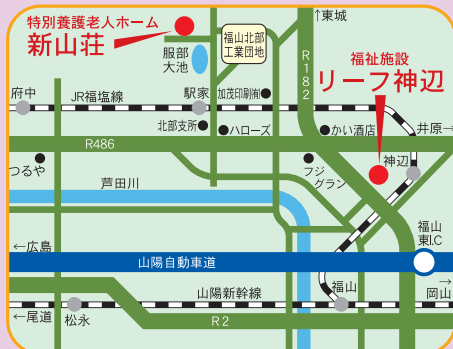 特別養護老人ホーム
新山荘
服部
大池
福山北部
工業団地
↑東城
R182
福祉施設
リーフ神辺
府中
JR福塩線
駅家
加茂印刷㈲
北部支所
ハローズ
かい酒店
井原→
R486
つるや
フジ
グラン
神辺
芦田川
←広島
山陽自動車道
福山
東I.C
→
岡山
山陽新幹線
福山
←尾道
松永
R2